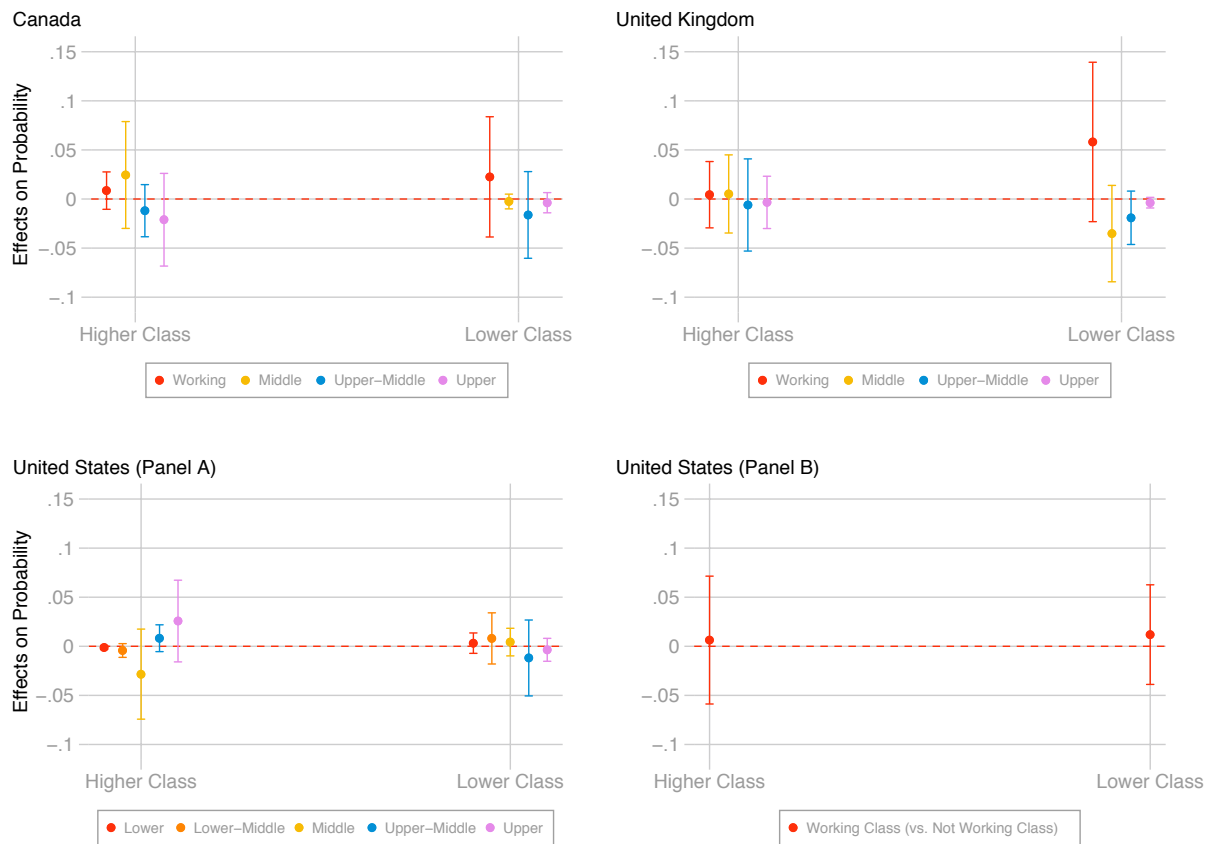 Canada
United Kingdom
Effects on Probability
.15
.1
.05
0
−.05
−.1
Higher Class
Lower Class
Working
Middle
Upper−Middle
Upper
.15
.1
.05
0
−.05
−.1
Higher Class
Lower Class
Working
Middle
Upper−Middle
Upper
United States (Panel A)
United States (Panel B)
Effects on Probability
.15
.1
.05
0
−.05
−.1
Higher Class
Lower Class
Lower
Lower−Middle
Middle
Upper−Middle
Upper
.15
.1
.05
0
−.05
−.1
Higher Class
Lower Class
Working Class (vs. Not Working Class)